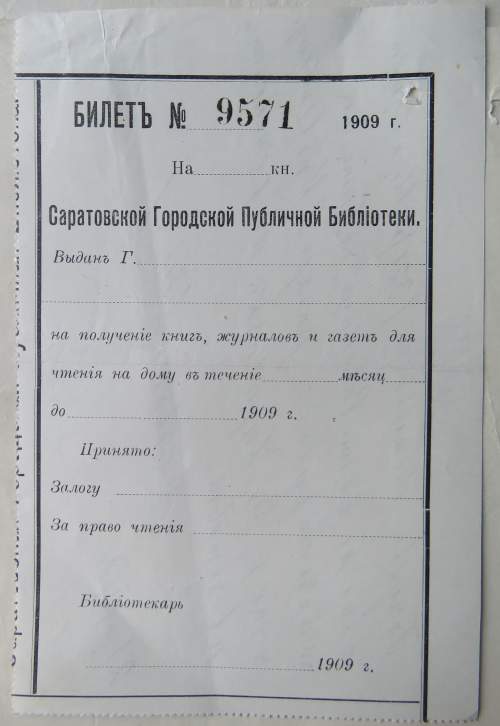 БИЛЕТЪ № 9571 1909 г.
На кн.
Саратовской Городской Публичной Библіотеки.
Выданъ Г.
на полученіе книгъ, журналовъ и газетъ для
чтенія на дому въ теченіе мѣсяц
до 1909 г.
Принято:
Залогу
За право чтенія
Библіотекарь
1909 г.